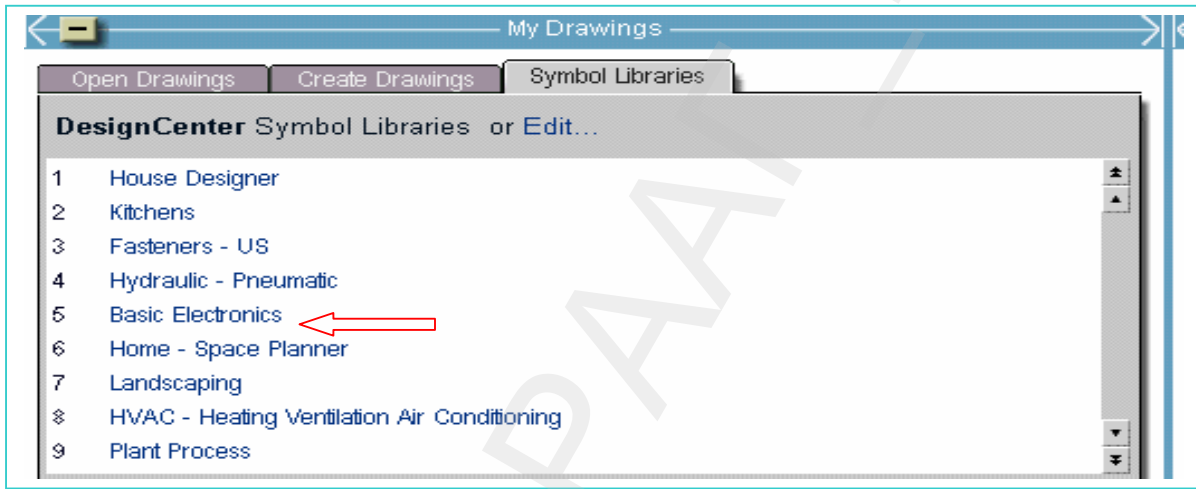 My Drawings
Open Drawings Create Drawings Symbol Libraries
DesignCenter Symbol Libraries or Edit...
1 House Designer
2 Kitchens
3 Fasteners - US
4 Hydraulic - Pneumatic
5 Basic Electronics
6 Home - Space Planner
7 Landscaping
8 HVAC - Heating Ventilation Air Conditioning
9 Plant Process